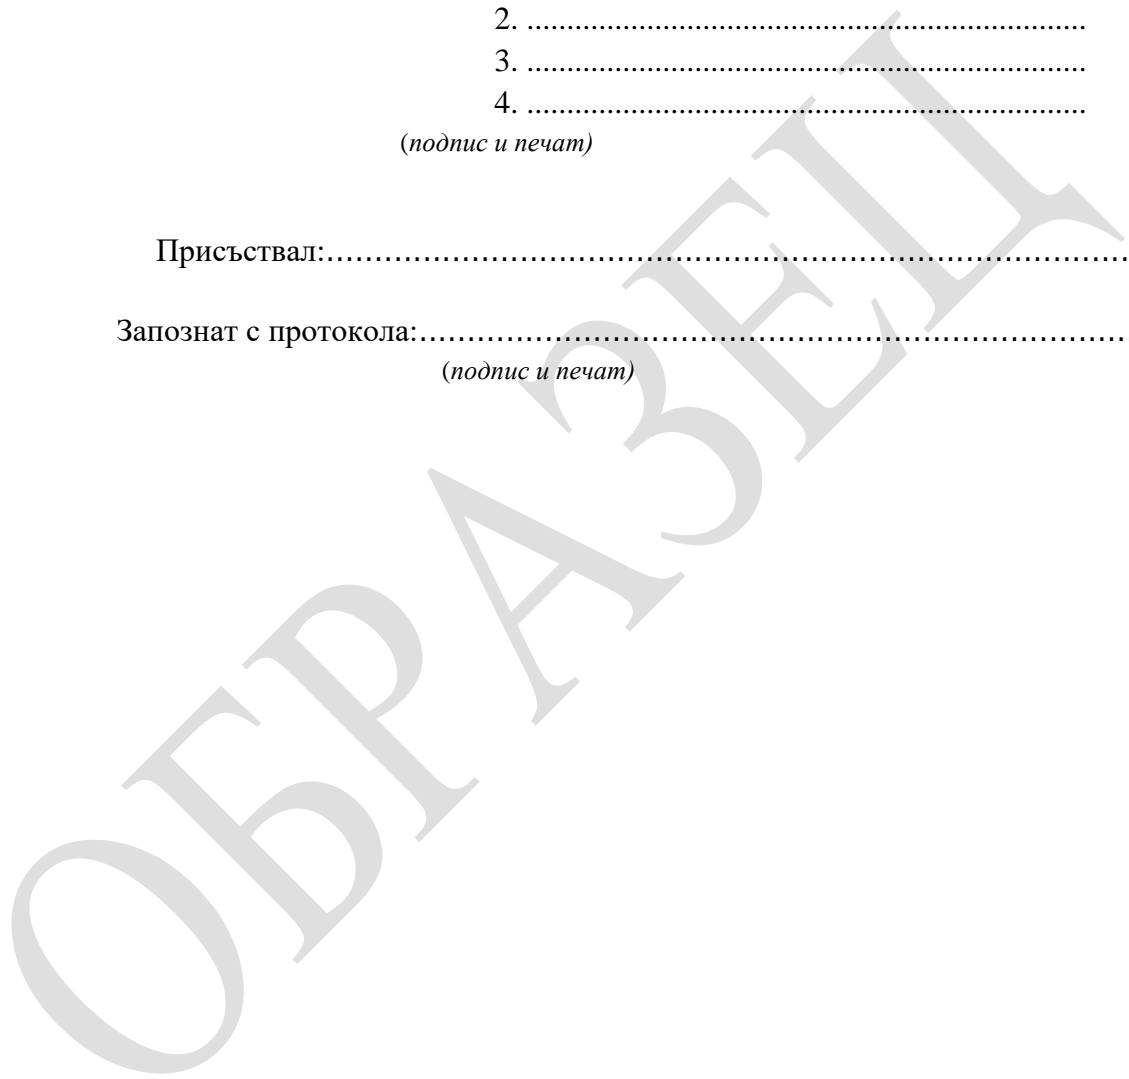 2. ......................................................................
3. ......................................................................
4. ......................................................................
(подпис и печат)
Присъствал:....................................................................................
Запознат с протокола:..........................................................................
(подпис и печат)
ОБРАЗЕЦ